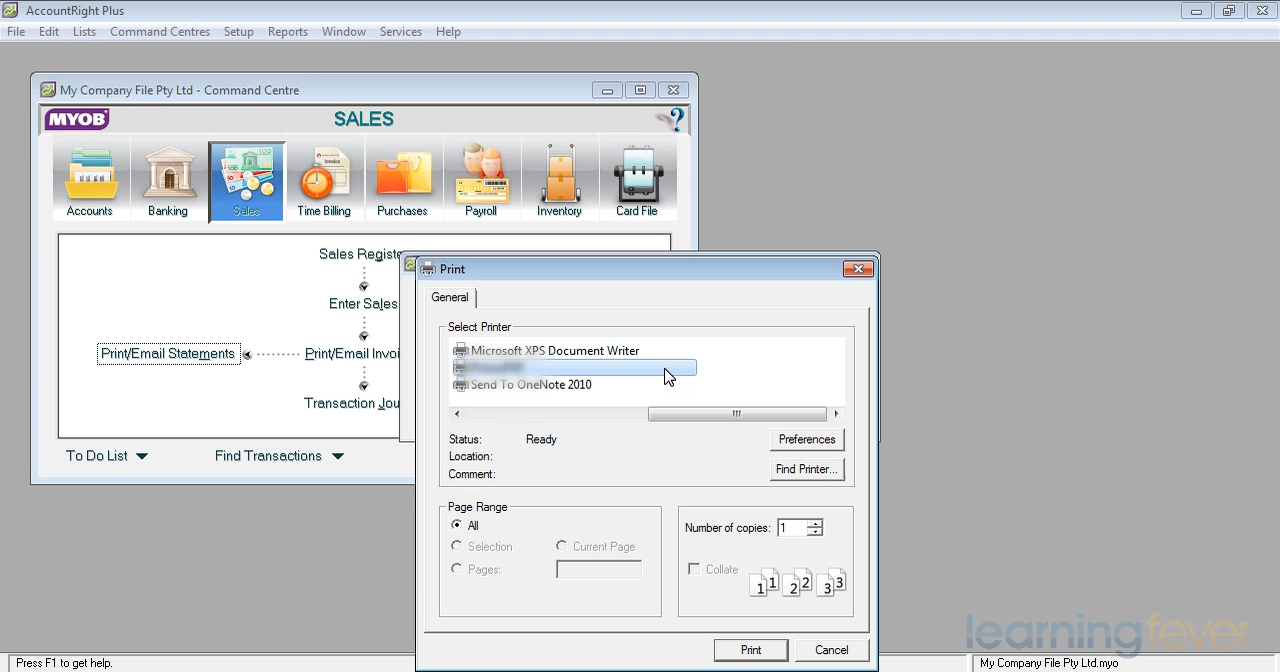 AccountRight Plus
File Edit Lists Command Centres Setup Reports Window Services Help
My Company File Pty Ltd - Command Centre
MYOB
SALES
Accounts Banking Sales Time Billing Purchases Payroll Inventory Card File
Sales Registe
Enter Sales
Print/Email Statements Print/Email Invoi
Transaction Jou
To Do List Find Transactions
Print
General
Select Printer
Microsoft XPS Document Writer
Send To OneNote 2010
Status: Ready
Location:
Comment:
Preferences
Find Printer...
Page Range
All
Selection Current Page
Pages:
Number of copies: 1
Collate
1 1 2 2 3 3
Print Cancel
learningfever
Press F1 to get help.
My Company File Pty Ltd.myo